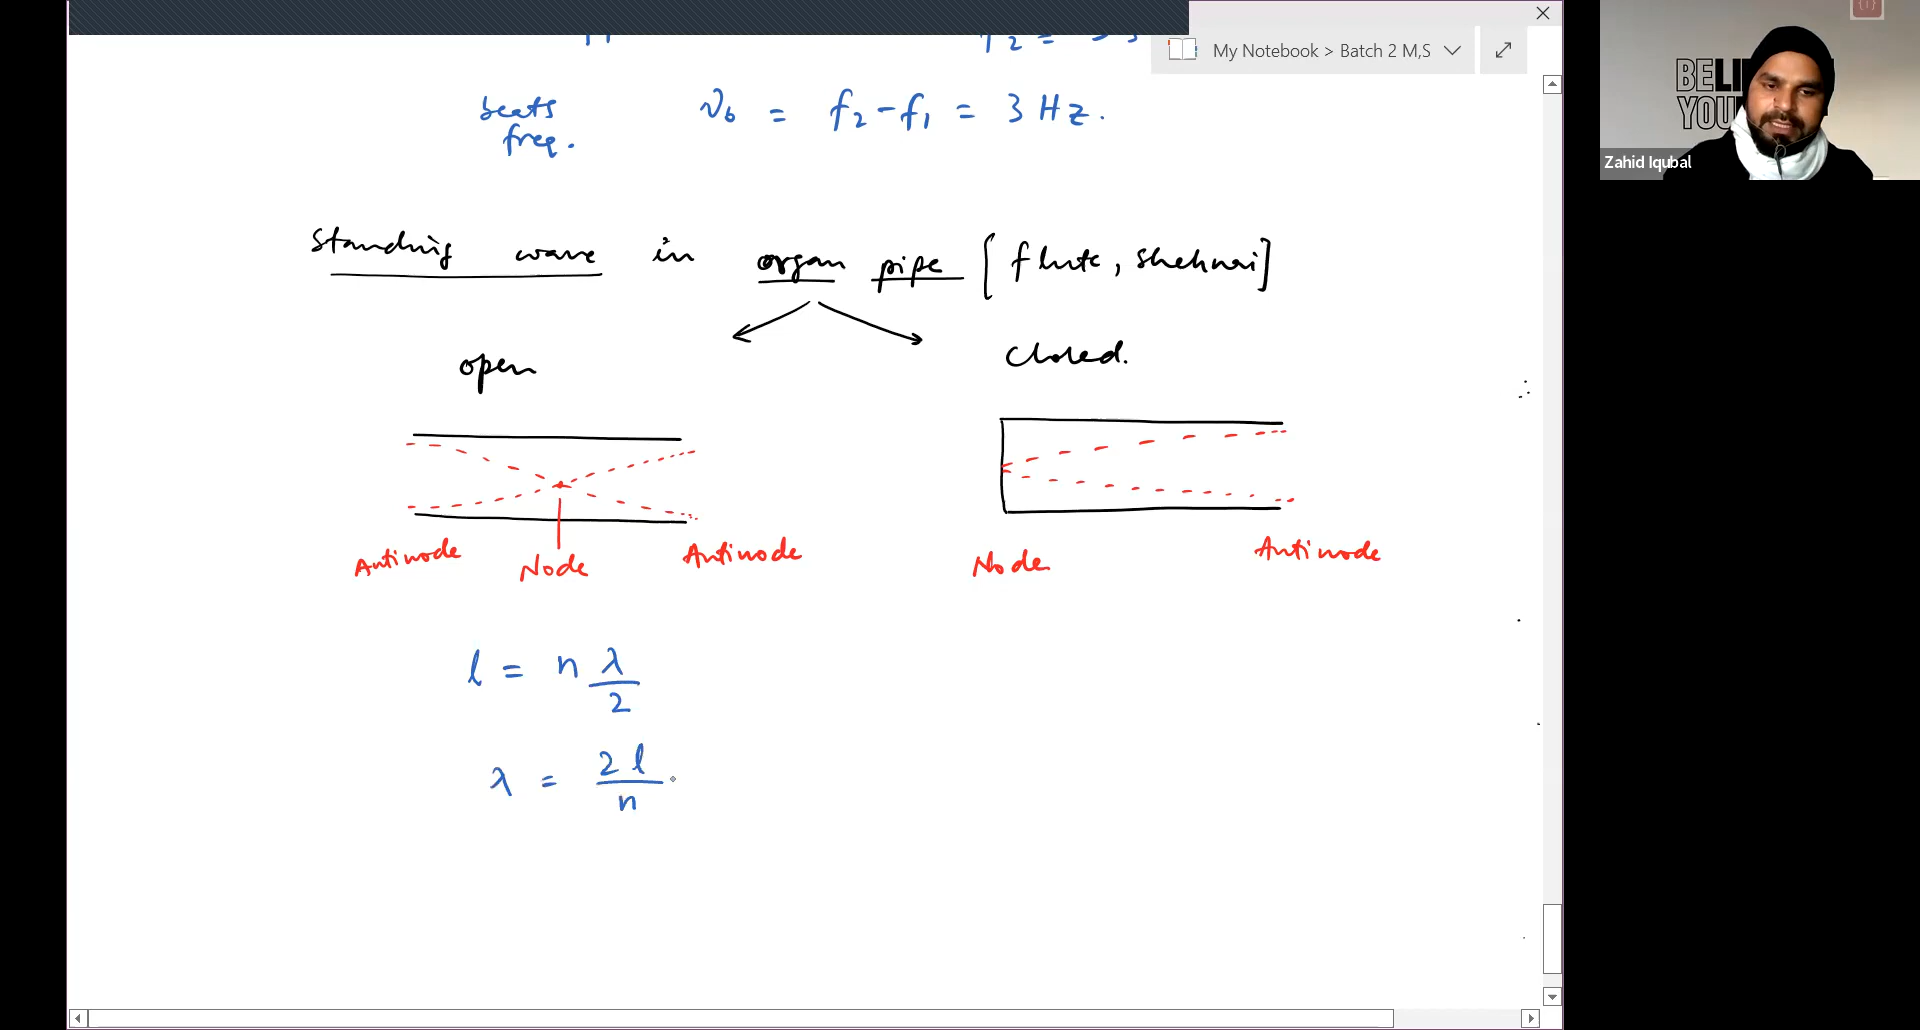 My Notebook > Batch 2 M,S
beats
freq.
ν_b = f₂ - f₁ = 3 Hz.
Standing wave in organ pipe [flute, shehnai]
open
Closed.
Antinode Node Antinode
Node Antinode
l = n λ/2
λ = 2l/n
BE
YOU
Zahid Iqubal